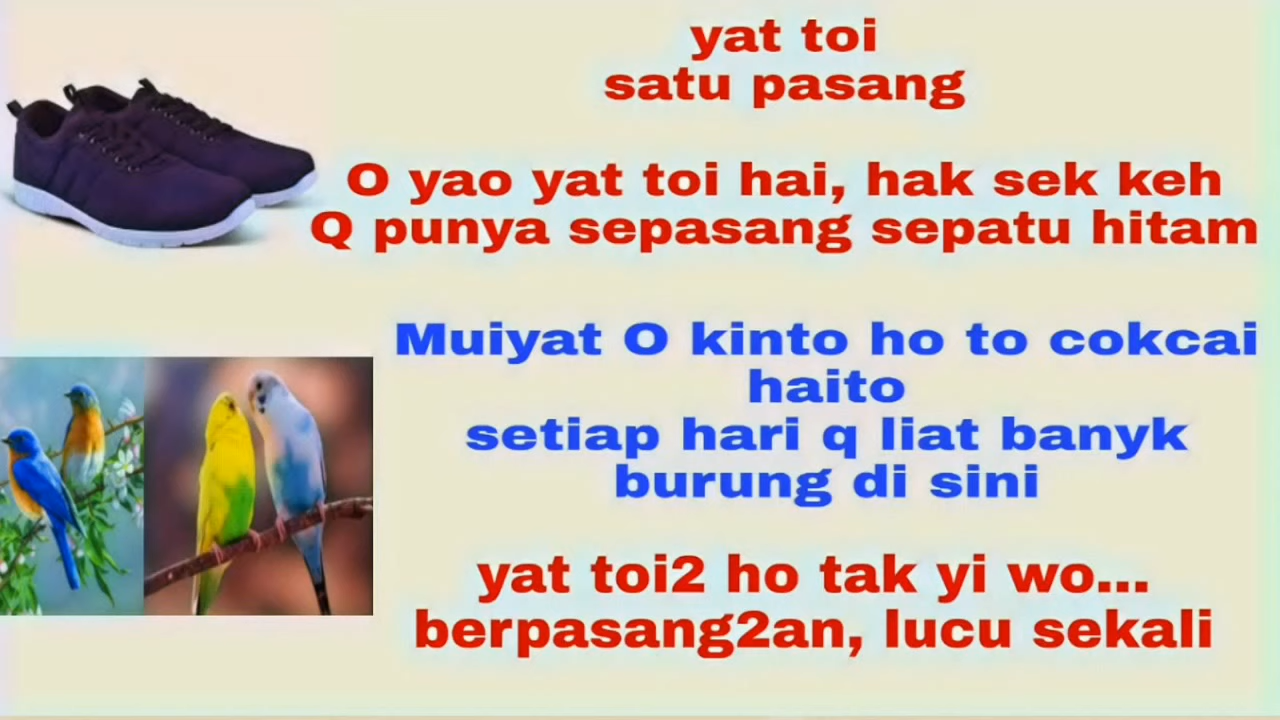 yat toi
satu pasang
O yao yat toi hai, hak sek keh
Q punya sepasang sepatu hitam
Muiyat O kinto ho to cokcai
haito
setiap hari q liat banyk
burung di sini
yat toi2 ho tak yi wo...
berpasang2an, lucu sekali